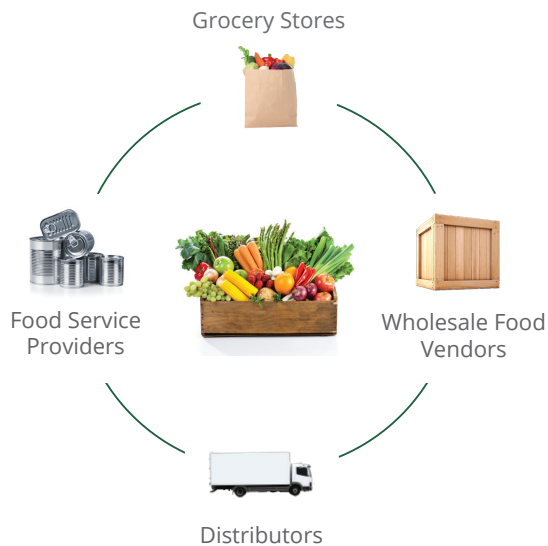 Grocery Stores
Food Service
Providers
Wholesale Food
Vendors
Distributors